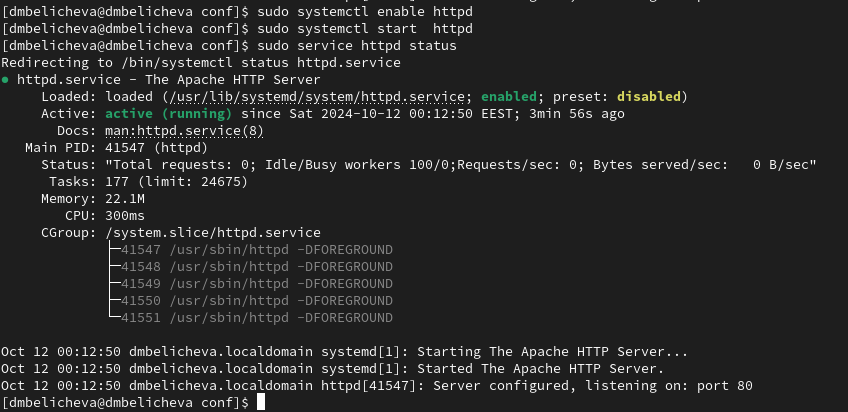 [dmbelicheva@dmbelicheva conf]$ sudo systemctl enable httpd
[dmbelicheva@dmbelicheva conf]$ sudo systemctl start  httpd
[dmbelicheva@dmbelicheva conf]$ sudo service httpd status
Redirecting to /bin/systemctl status httpd.service
● httpd.service - The Apache HTTP Server
     Loaded: loaded (/usr/lib/systemd/system/httpd.service; enabled; preset: disabled)
     Active: active (running) since Sat 2024-10-12 00:12:50 EEST; 3min 56s ago
       Docs: man:httpd.service(8)
   Main PID: 41547 (httpd)
     Status: "Total requests: 0; Idle/Busy workers 100/0;Requests/sec: 0; Bytes served/sec:   0 B/sec"
      Tasks: 177 (limit: 24675)
     Memory: 22.1M
        CPU: 300ms
     CGroup: /system.slice/httpd.service
             ├─41547 /usr/sbin/httpd -DFOREGROUND
             ├─41548 /usr/sbin/httpd -DFOREGROUND
             ├─41549 /usr/sbin/httpd -DFOREGROUND
             ├─41550 /usr/sbin/httpd -DFOREGROUND
             └─41551 /usr/sbin/httpd -DFOREGROUND
Oct 12 00:12:50 dmbelicheva.localdomain systemd[1]: Starting The Apache HTTP Server...
Oct 12 00:12:50 dmbelicheva.localdomain systemd[1]: Started The Apache HTTP Server.
Oct 12 00:12:50 dmbelicheva.localdomain httpd[41547]: Server configured, listening on: port 80
[dmbelicheva@dmbelicheva conf]$